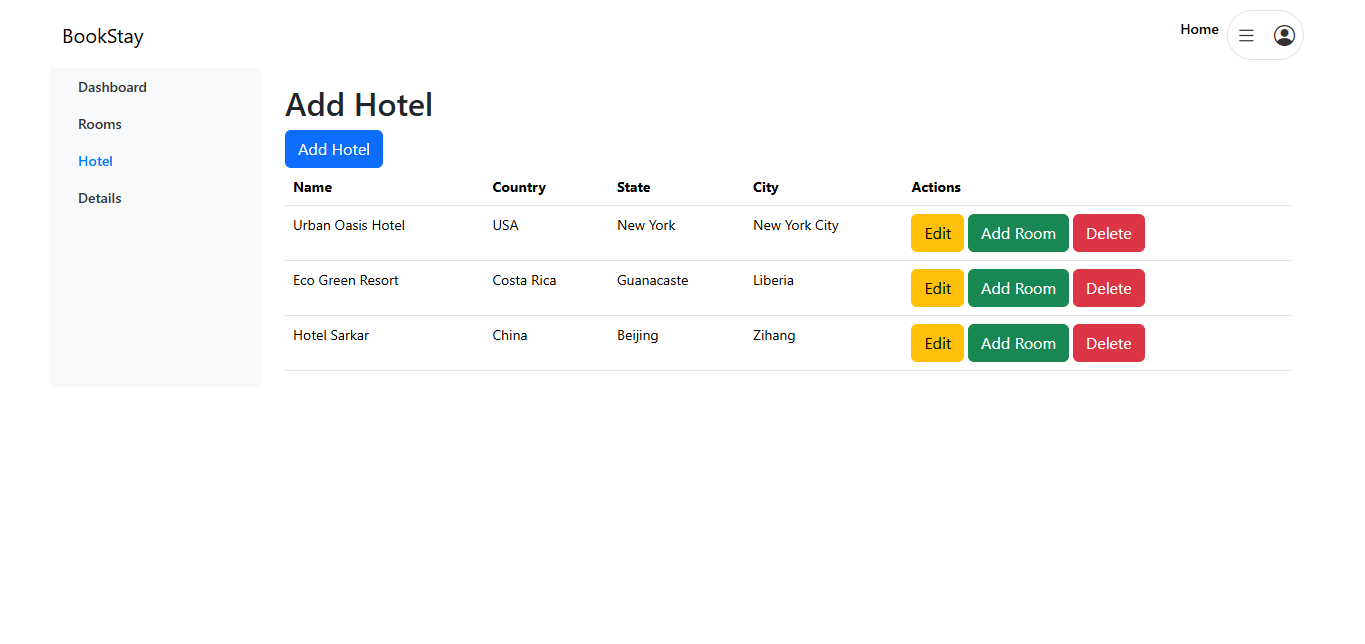 BookStay
Home
Dashboard
Rooms
Hotel
Details
Add Hotel
Add Hotel
Name Country State City Actions
Urban Oasis Hotel USA New York New York City Edit Add Room Delete
Eco Green Resort Costa Rica Guanacaste Liberia Edit Add Room Delete
Hotel Sarkar China Beijing Zihang Edit Add Room Delete